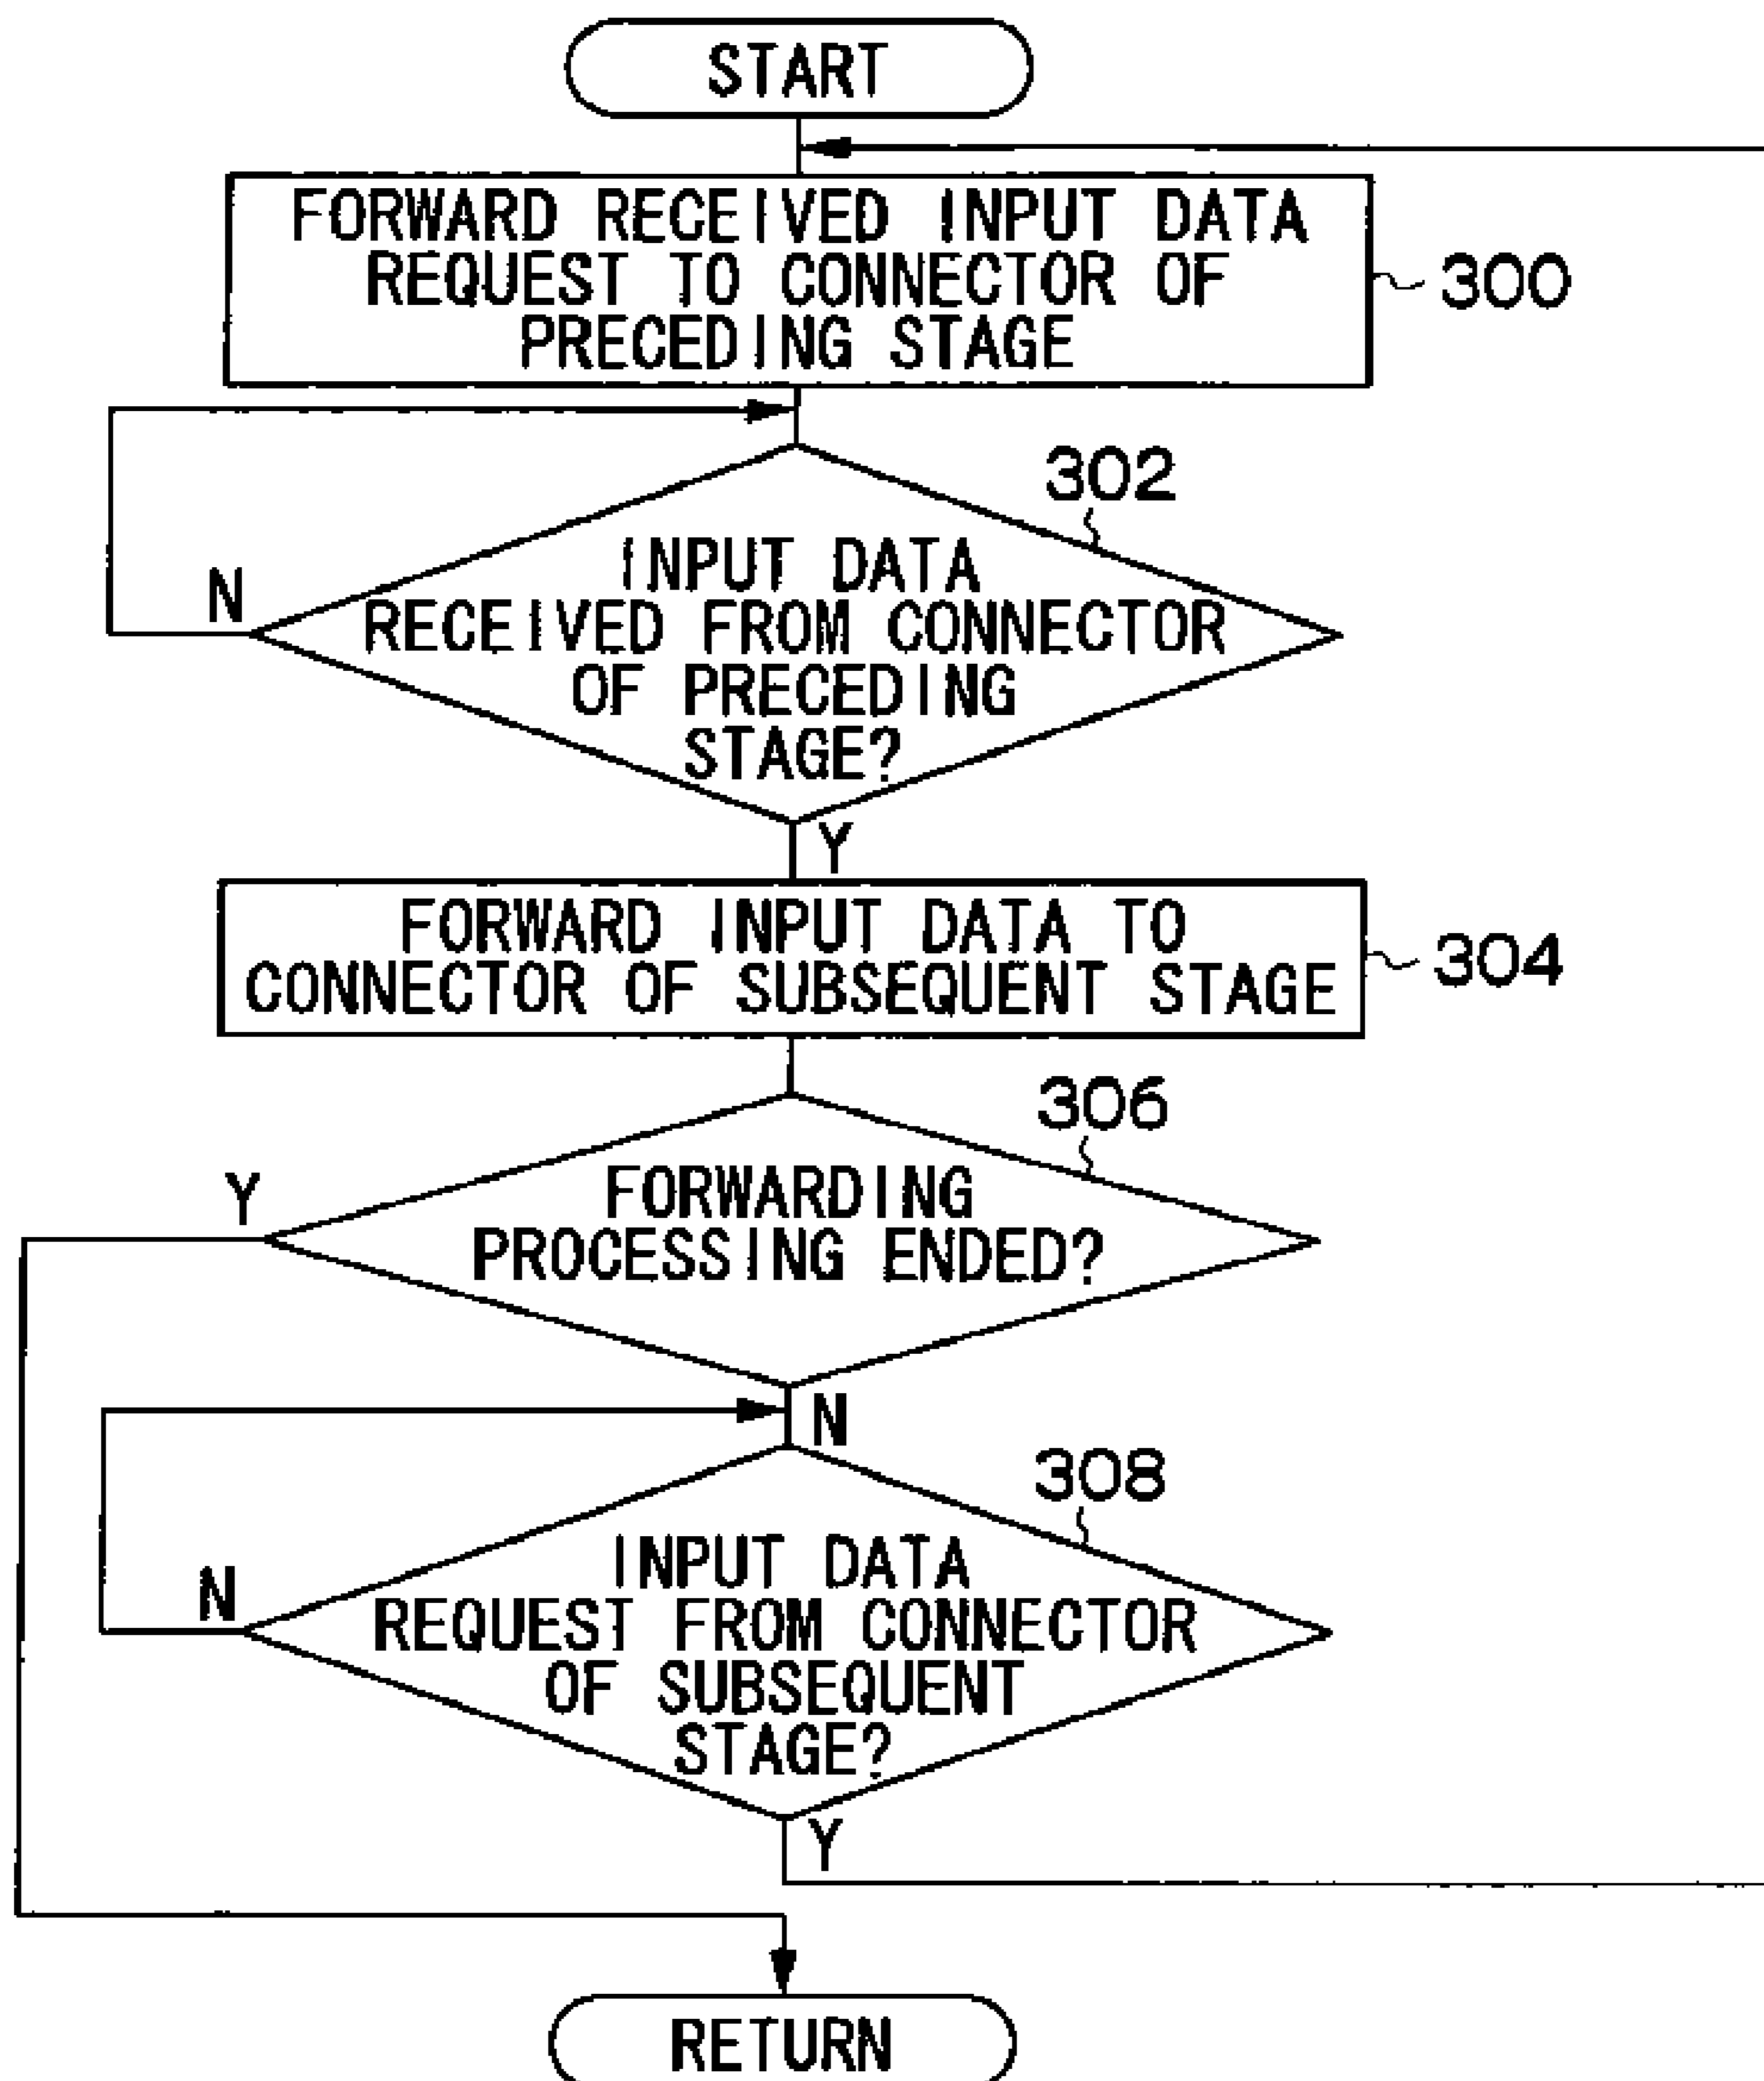 START
FORWARD RECEIVED INPUT DATA
REQUEST TO CONNECTOR OF
PRECEDING STAGE
300
302
INPUT DATA
RECEIVED FROM CONNECTOR
OF PRECEDING
STAGE?
N
Y
FORWARD INPUT DATA TO
CONNECTOR OF SUBSEQUENT STAGE
304
306
FORWARDING
PROCESSING ENDED?
Y
N
308
INPUT DATA
REQUEST FROM CONNECTOR
OF SUBSEQUENT
STAGE?
N
Y
RETURN